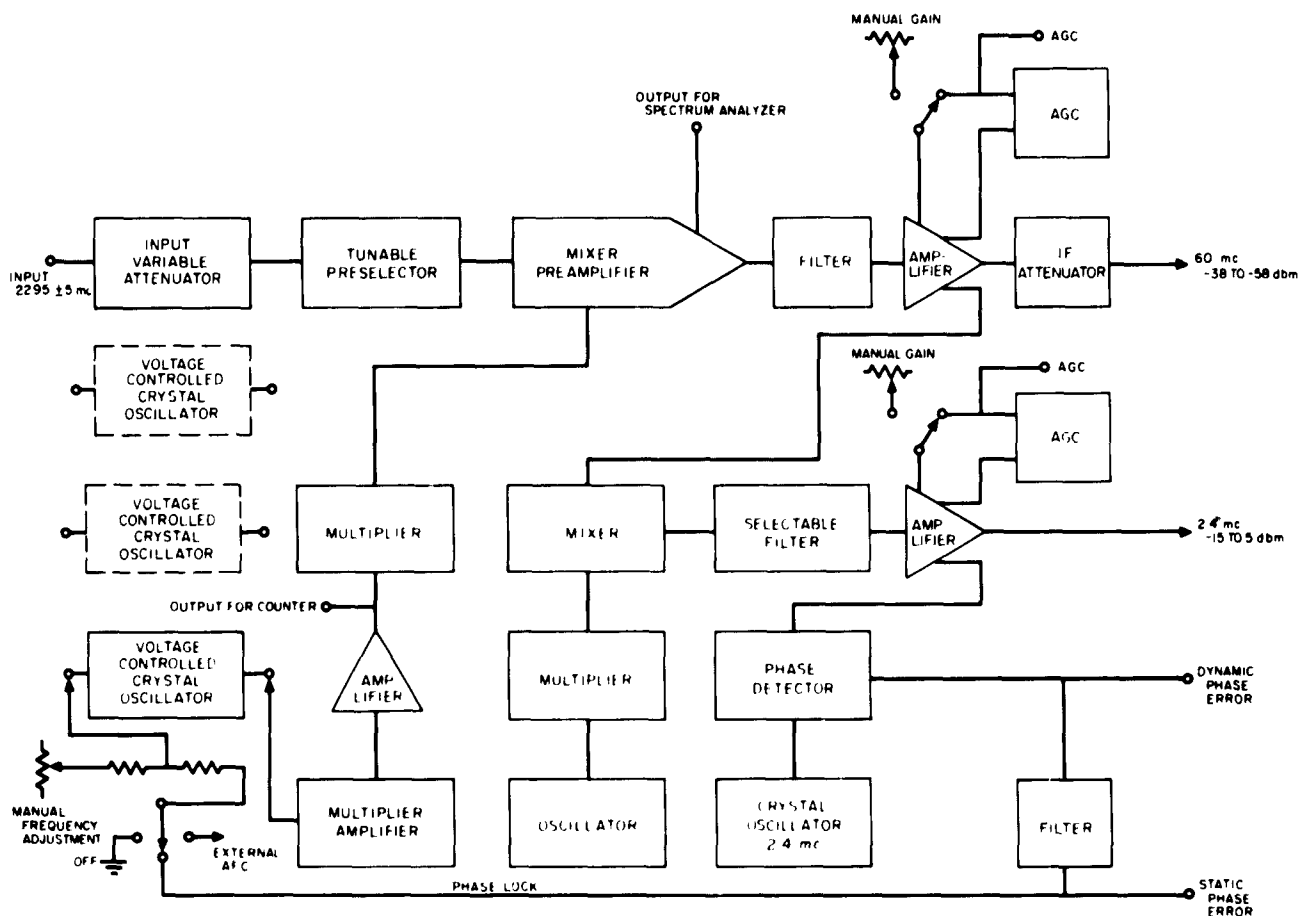 MANUAL GAIN
AGC
AGC
OUTPUT FOR
SPECTRUM ANALYZER
INPUT
VARIABLE
ATTENUATOR
TUNABLE
PRESELECTOR
MIXER
PREAMPLIFIER
FILTER
AMP-
LIFIER
IF
ATTENUATOR
60 mc
-38 TO -58 dbm
INPUT
2295 ±5 mc
VOLTAGE
CONTROLLED
CRYSTAL
OSCILLATOR
MANUAL GAIN
AGC
AGC
VOLTAGE
CONTROLLED
CRYSTAL
OSCILLATOR
MULTIPLIER
MIXER
SELECTABLE
FILTER
AMP
LIFIER
2.4 mc
-15 TO 5 dbm
OUTPUT FOR COUNTER
VOLTAGE
CONTROLLED
CRYSTAL
OSCILLATOR
AMP
LIFIER
MULTIPLIER
PHASE
DETECTOR
DYNAMIC
PHASE
ERROR
MANUAL
FREQUENCY
ADJUSTMENT
OFF
EXTERNAL
AFC
MULTIPLIER
AMPLIFIER
OSCILLATOR
CRYSTAL
OSCILLATOR
2.4 mc
FILTER
PHASE LOCK
STATIC
PHASE
ERROR